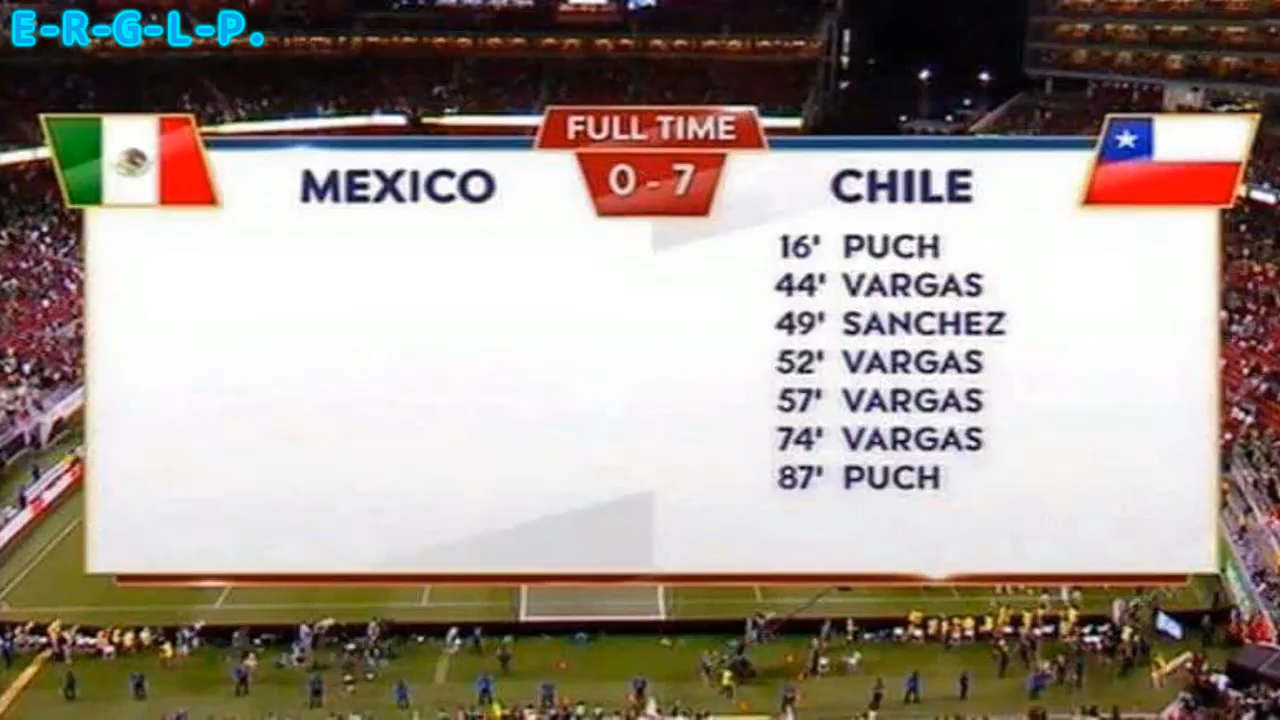 E-R-G-L-P.
FULL TIME
MEXICO 0 - 7 CHILE
16' PUCH
44' VARGAS
49' SANCHEZ
52' VARGAS
57' VARGAS
74' VARGAS
87' PUCH